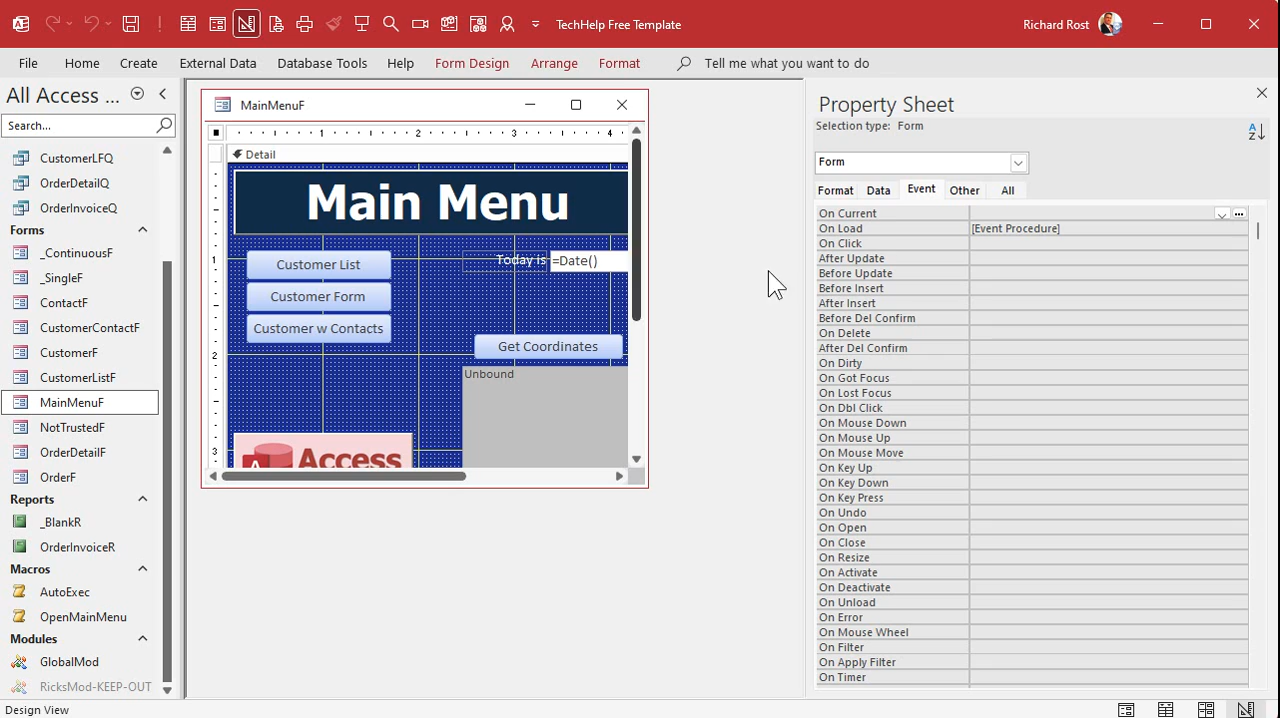 TechHelp Free Template
Richard Rost
File Home Create External Data Database Tools Help Form Design Arrange Format Tell me what you want to do
All Access ...
Search...
CustomerLFQ
OrderDetailQ
OrderInvoiceQ
Forms
_ContinuousF
_SingleF
ContactF
CustomerContactF
CustomerF
CustomerListF
MainMenuF
NotTrustedF
OrderDetailF
OrderF
Reports
_BlankR
OrderInvoiceR
Macros
AutoExec
OpenMainMenu
Modules
GlobalMod
RicksMod-KEEP-OUT
MainMenuF
1 2 3 4
Detail
Main Menu
1
Customer List
Today is =Date()
Customer Form
Customer w Contacts
Get Coordinates
2
Unbound
3
Access
Property Sheet
Selection type: Form
Form
Format Data Event Other All
On Current
On Load [Event Procedure]
On Click
After Update
Before Update
Before Insert
After Insert
Before Del Confirm
On Delete
After Del Confirm
On Dirty
On Got Focus
On Lost Focus
On Dbl Click
On Mouse Down
On Mouse Up
On Mouse Move
On Key Up
On Key Down
On Key Press
On Undo
On Open
On Close
On Resize
On Activate
On Deactivate
On Unload
On Error
On Mouse Wheel
On Filter
On Apply Filter
On Timer
Design View